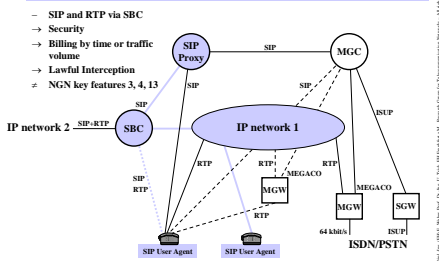 – SIP and RTP via SBC
→ Security
→ Billing by time or traffic
volume
→ Lawful Interception
≠ NGN key features 3, 4, 13
SIP
Proxy
SIP
MGC
SIP
SIP
SIP
ISUP
IP network 2
SIP+RTP
SBC
IP network 1
RTP
RTP
RTP
MEGACO
MEGACO
SIP
RTP
MGW
MGW
SGW
RTP
64 kbit/s
ISUP
ISDN/PSTN
SIP User Agent
SIP User Agent